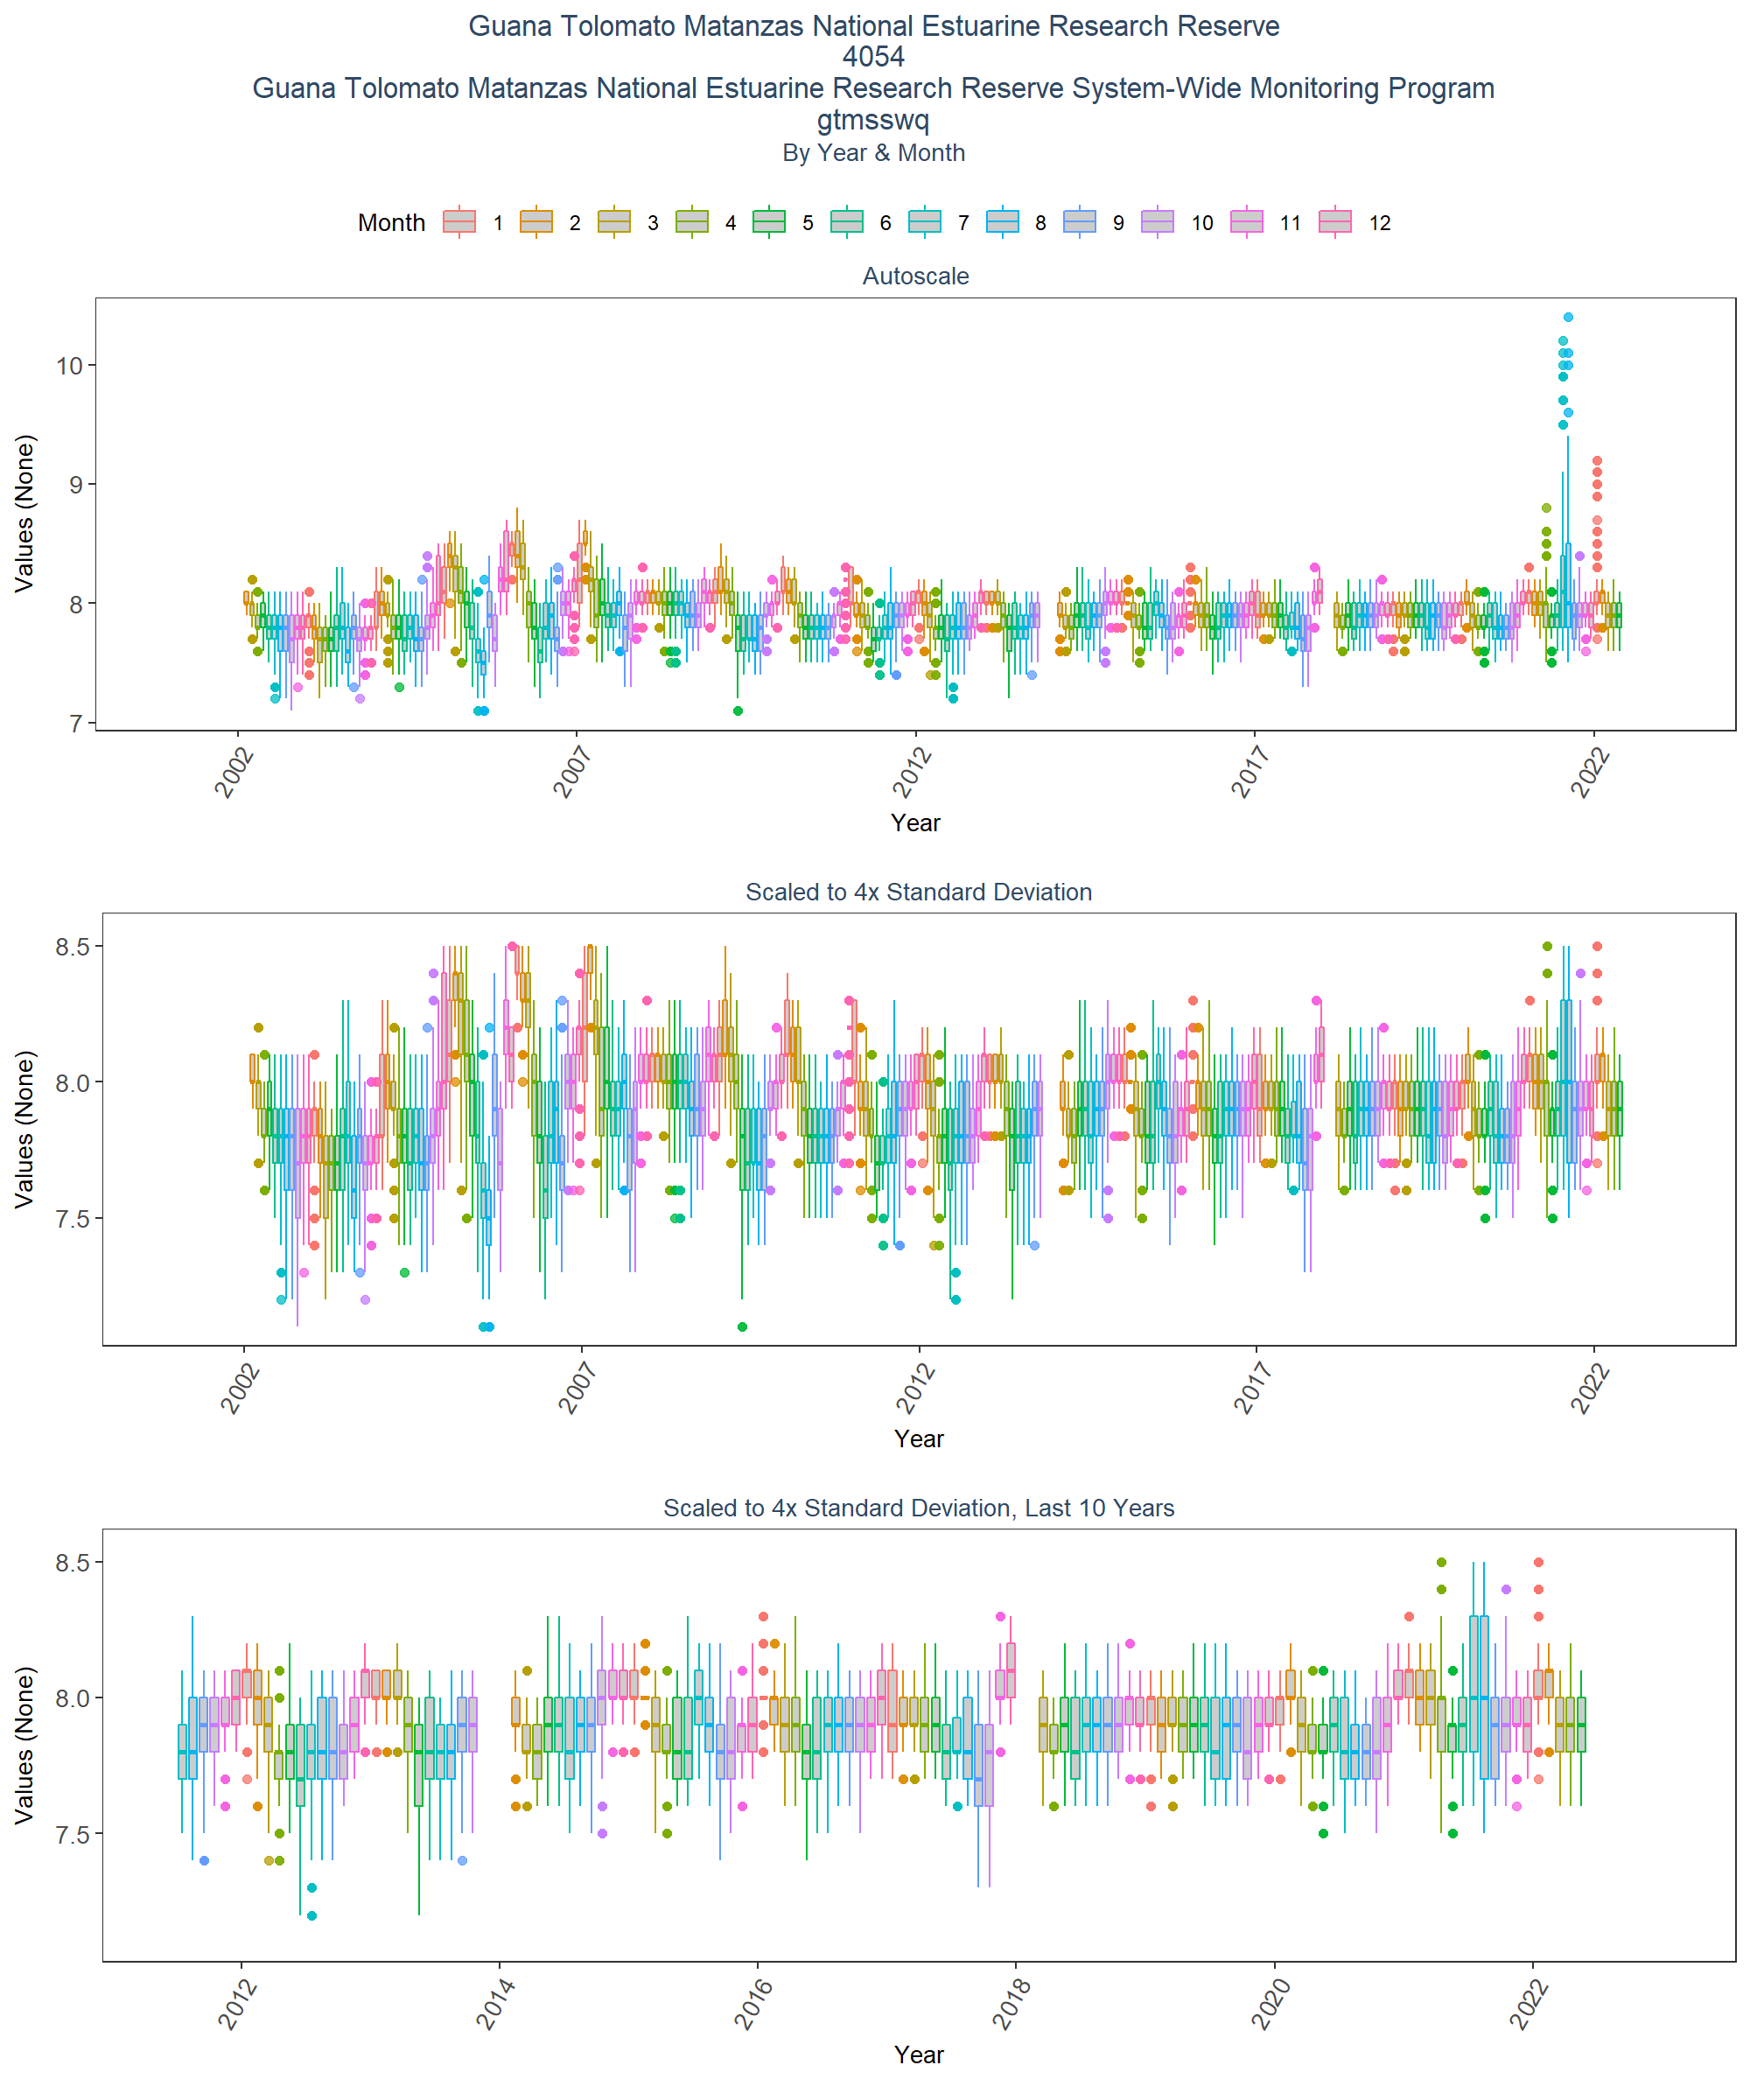 Guana Tolomato Matanzas National Estuarine Research Reserve
4054
Guana Tolomato Matanzas National Estuarine Research Reserve System-Wide Monitoring Program
gtmsswq
By Year & Month
Month 1 2 3 4 5 6 7 8 9 10 11 12
Autoscale
Values (None)
10
9
8
7
2002 2007 2012 2017 2022
Year
Scaled to 4x Standard Deviation
Values (None)
8.5
8.0
7.5
2002 2007 2012 2017 2022
Year
Scaled to 4x Standard Deviation, Last 10 Years
Values (None)
8.5
8.0
7.5
2012 2014 2016 2018 2020 2022
Year